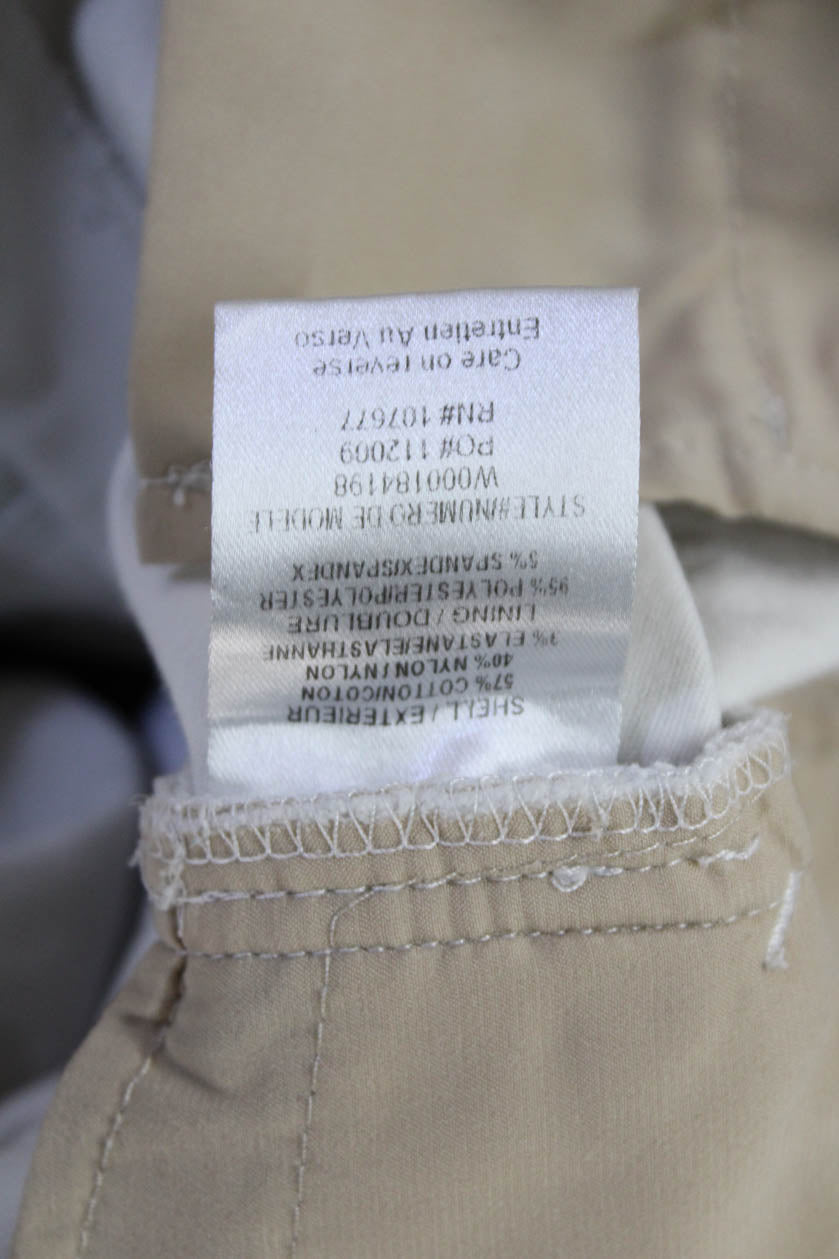 SHELL / EXTERIEUR
57% COTTON/COTON
40% NYLON / NYLON
3% ELASTANE/ELASTHANNE
LINING / DOUBLURE
95% POLYESTER/POLYESTER
5% SPANDEX/SPANDEX
STYLE#/NUMERO DE MODELE
W000184198
PO# 112009
RN# 107677
Care on reverse
Entretien Au Verso